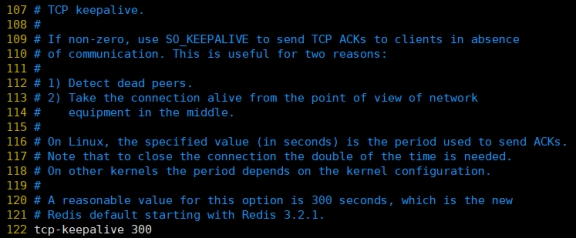 107 # TCP keepalive.
108 #
109 # If non-zero, use SO_KEEPALIVE to send TCP ACKs to clients in absence
110 # of communication. This is useful for two reasons:
111 #
112 # 1) Detect dead peers.
113 # 2) Take the connection alive from the point of view of network
114 #    equipment in the middle.
115 #
116 # On Linux, the specified value (in seconds) is the period used to send ACKs.
117 # Note that to close the connection the double of the time is needed.
118 # On other kernels the period depends on the kernel configuration.
119 #
120 # A reasonable value for this option is 300 seconds, which is the new
121 # Redis default starting with Redis 3.2.1.
122 tcp-keepalive 300